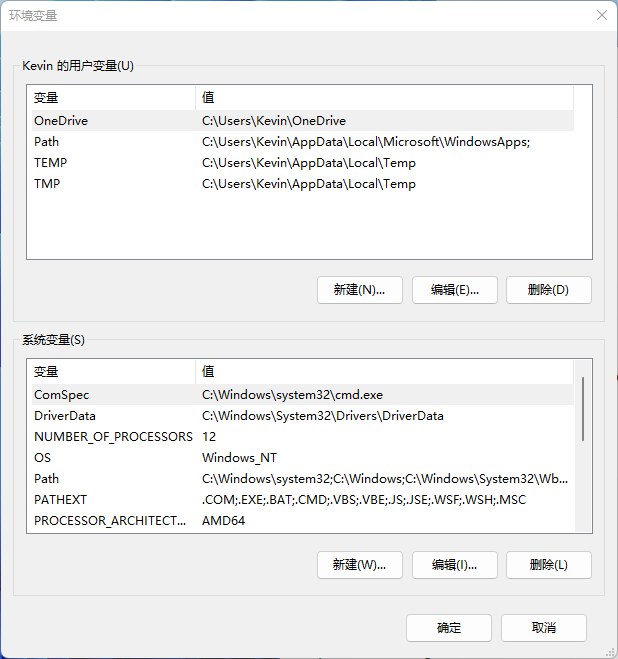 环境变量
Kevin 的用户变量(U)
变量 值
OneDrive C:\Users\Kevin\OneDrive
Path C:\Users\Kevin\AppData\Local\Microsoft\WindowsApps;
TEMP C:\Users\Kevin\AppData\Local\Temp
TMP C:\Users\Kevin\AppData\Local\Temp
新建(N)... 编辑(E)... 删除(D)
系统变量(S)
变量 值
ComSpec C:\Windows\system32\cmd.exe
DriverData C:\Windows\System32\Drivers\DriverData
NUMBER_OF_PROCESSORS 12
OS Windows_NT
Path C:\Windows\system32;C:\Windows;C:\Windows\System32\Wb...
PATHEXT .COM;.EXE;.BAT;.CMD;.VBS;.VBE;.JS;.JSE;.WSF;.WSH;.MSC
PROCESSOR_ARCHITECT... AMD64
新建(W)... 编辑(I)... 删除(L)
确定 取消